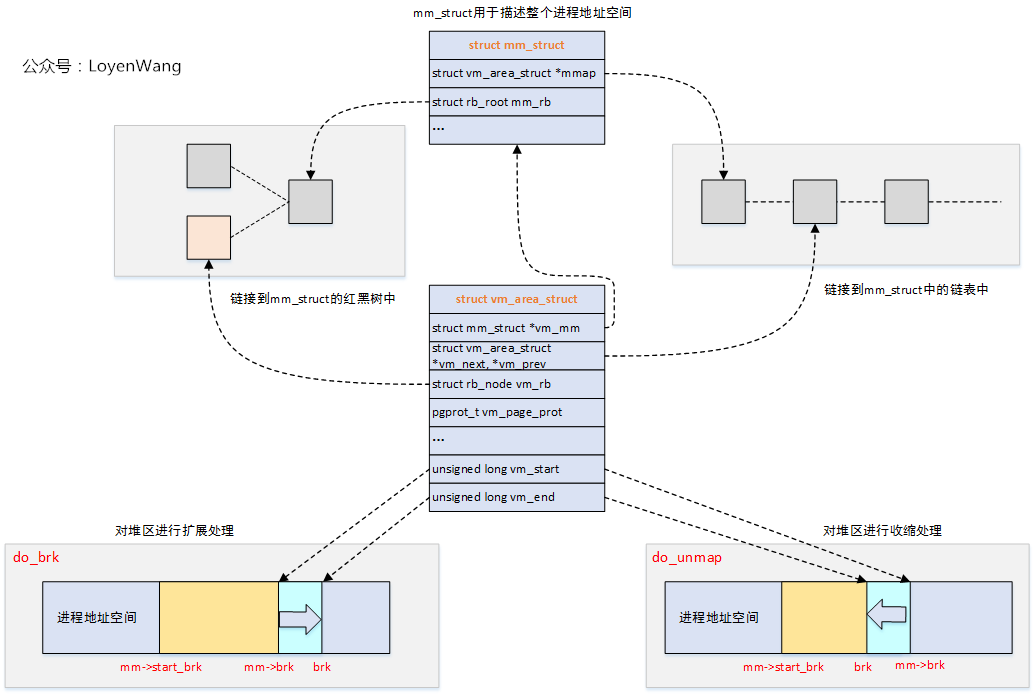 mm_struct用于描述整个进程地址空间
公众号：LoyenWang
struct mm_struct
struct vm_area_struct *mmap
struct rb_root mm_rb
...
链接到mm_struct的红黑树中
链接到mm_struct中的链表中
struct vm_area_struct
struct mm_struct *vm_mm
struct vm_area_struct
*vm_next, *vm_prev
struct rb_node vm_rb
pgprot_t vm_page_prot
...
unsigned long vm_start
unsigned long vm_end
对堆区进行扩展处理
do_brk
进程地址空间
mm->start_brk
mm->brk
brk
对堆区进行收缩处理
do_unmap
进程地址空间
mm->start_brk
brk
mm->brk